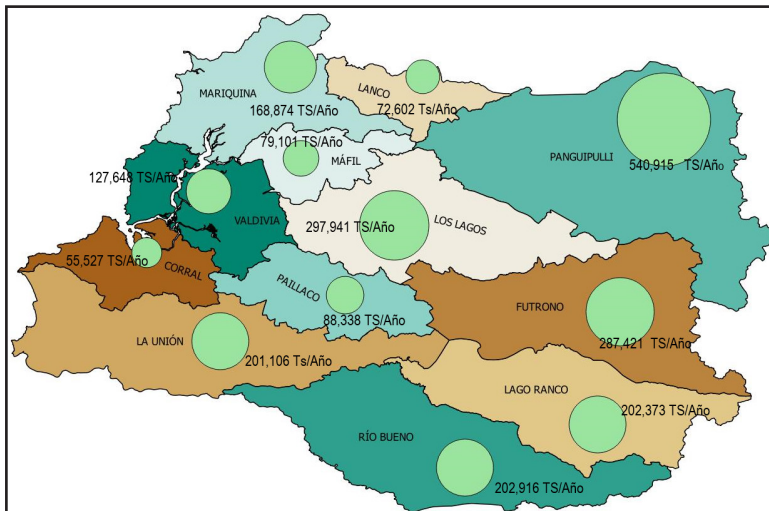 MARIQUINA
168,874 TS/Año
LANCO
72,602 Ts/Año
PANGUIPULLI
540,915 TS/Año
79,101 TS/Año
MÁFIL
127,648 TS/Año
VALDIVIA
297,941 TS/Año
LOS LAGOS
55,527 TS/Año
CORRAL
PAILLACO
88,338 TS/Año
FUTRONO
287,421 TS/Año
LA UNIÓN
201,106 Ts/Año
LAGO RANCO
202,373 TS/Año
RÍO BUENO
202,916 TS/Año